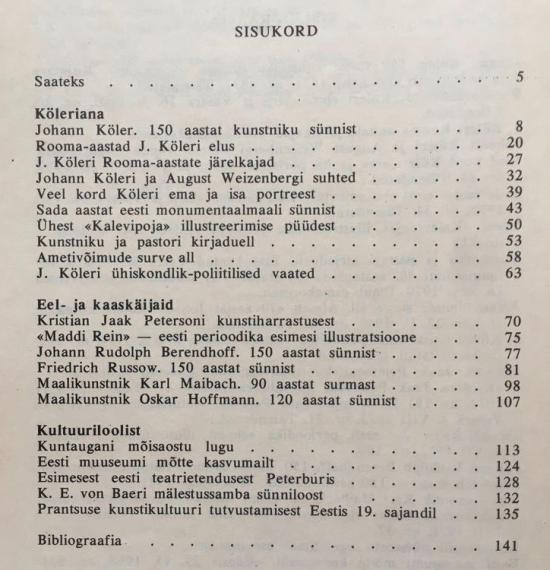 SISUKORD
Saateks . . . . . . . . . . . . . . . . . . 5
Köleriana
Johann Köler. 150 aastat kunstniku sünnist . . . . . . 8
Rooma-aastad J. Köleri elus . . . . . . . . . . 20
J. Köleri Rooma-aastate järelkajad . . . . . . . . 27
Johann Köleri ja August Weizenbergi suhted . . . . . 32
Veel kord Köleri ema ja isa portreest . . . . . . . 39
Sada aastat eesti monumentaalmaali sünnist . . . . . 43
Ühest «Kalevipoja» illustreerimise püüdest . . . . . . 50
Kunstniku ja pastori kirjaduell . . . . . . . . . 53
Ametivõimude surve all . . . . . . . . . . . 58
J. Köleri ühiskondlik-poliitilised vaated . . . . . . 63
Eel- ja kaaskäijaid
Kristian Jaak Petersoni kunstiharrastusest . . . . . . 70
«Maddi Rein» — eesti perioodika esimesi illustratsioone . . 75
Johann Rudolph Berendhoff. 150 aastat sünnist . . . . 77
Friedrich Russow. 150 aastat sünnist . . . . . . . 81
Maalikunstnik Karl Maibach. 90 aastat surmast . . . . 98
Maalikunstnik Oskar Hoffmann. 120 aastat sünnist . . . 107
Kultuuriloolist
Kuntaugani mõisaostu lugu . . . . . . . . . . 113
Eesti muuseumi mõtte kasvumailt . . . . . . . . 124
Esimesest eesti teatrietendusest Peterburis . . . . . . 128
K. E. von Baeri mälestussamba sünniloost . . . . . . 132
Prantsuse kunstikultuuri tutvustamisest Eestis 19. sajandil . . 135
Bibliograafia . . . . . . . . . . . . . . . 141